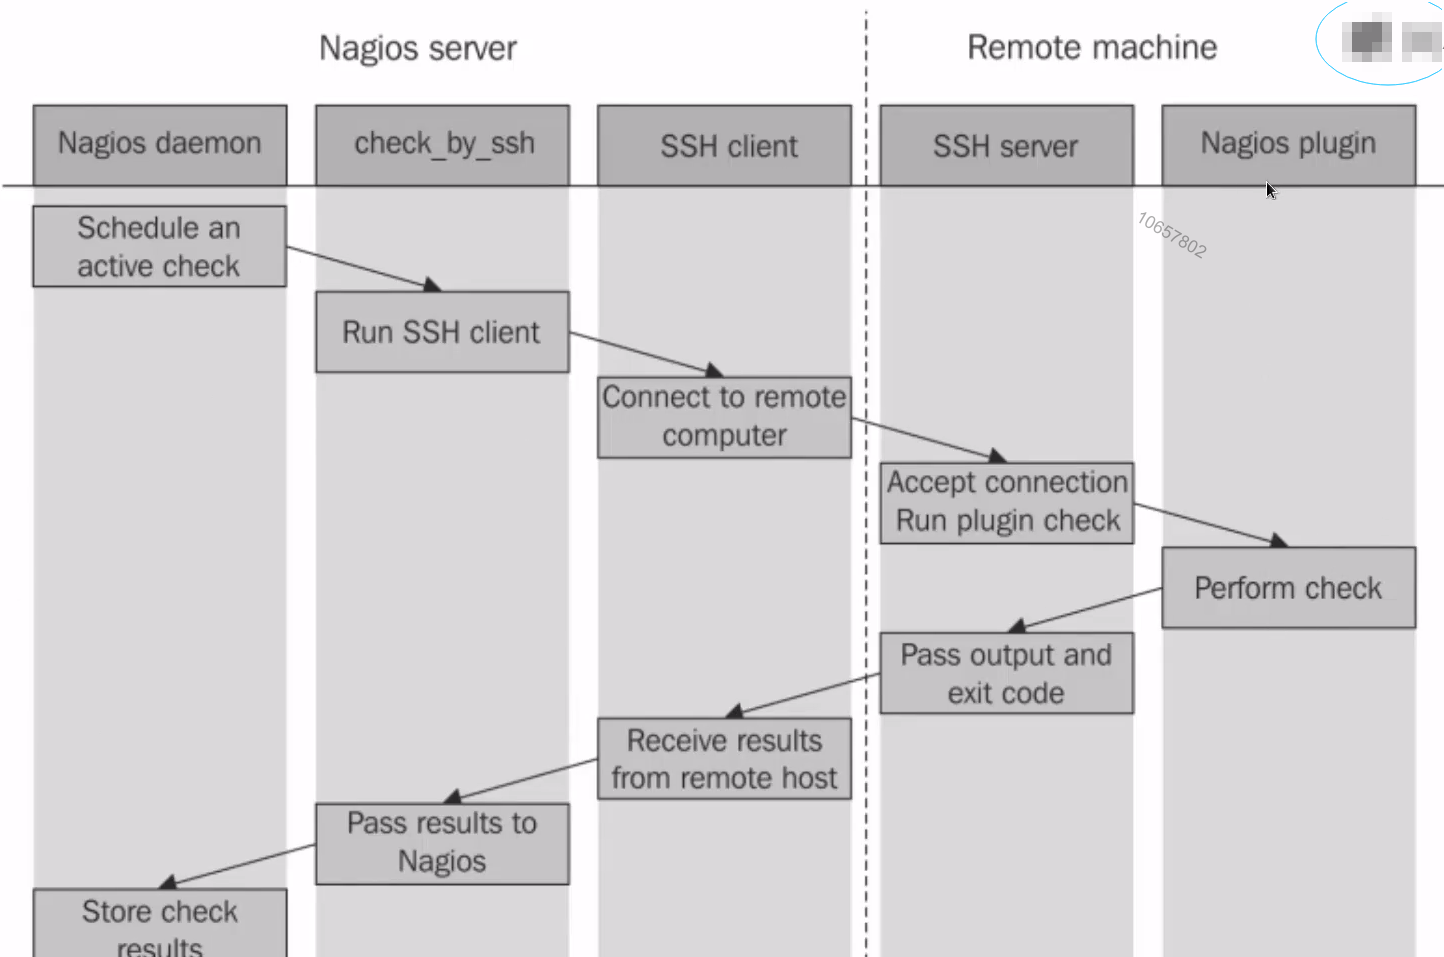 Nagios server
Remote machine
Nagios daemon
check_by_ssh
SSH client
SSH server
Nagios plugin
10657802
Schedule an
active check
Run SSH client
Connect to remote
computer
Accept connection
Run plugin check
Perform check
Pass output and
exit code
Receive results
from remote host
Pass results to
Nagios
Store check
results